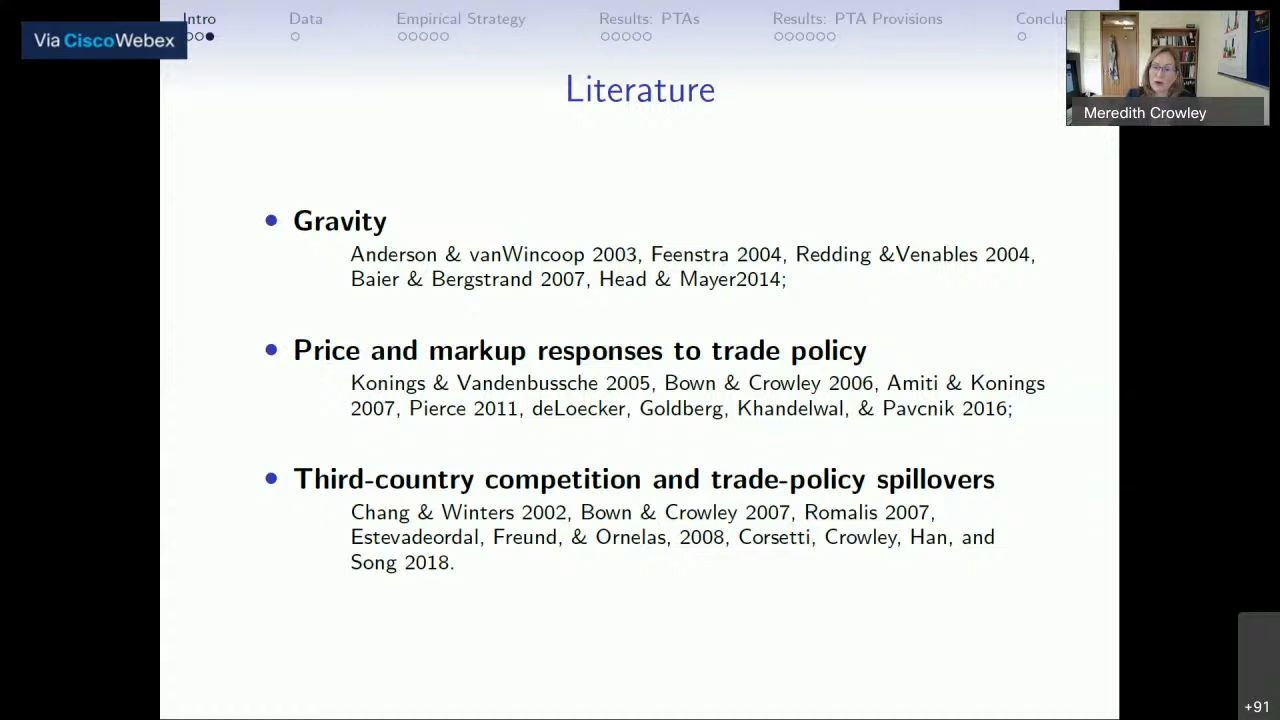 Intro Data Empirical Strategy Results: PTAs Results: PTA Provisions Conclus
Via CiscoWebex
Meredith Crowley
Literature
• Gravity
Anderson & vanWincoop 2003, Feenstra 2004, Redding &Venables 2004,
Baier & Bergstrand 2007, Head & Mayer2014;
• Price and markup responses to trade policy
Konings & Vandenbussche 2005, Bown & Crowley 2006, Amiti & Konings
2007, Pierce 2011, deLoecker, Goldberg, Khandelwal, & Pavcnik 2016;
• Third-country competition and trade-policy spillovers
Chang & Winters 2002, Bown & Crowley 2007, Romalis 2007,
Estevadeordal, Freund, & Ornelas, 2008, Corsetti, Crowley, Han, and
Song 2018.
+91